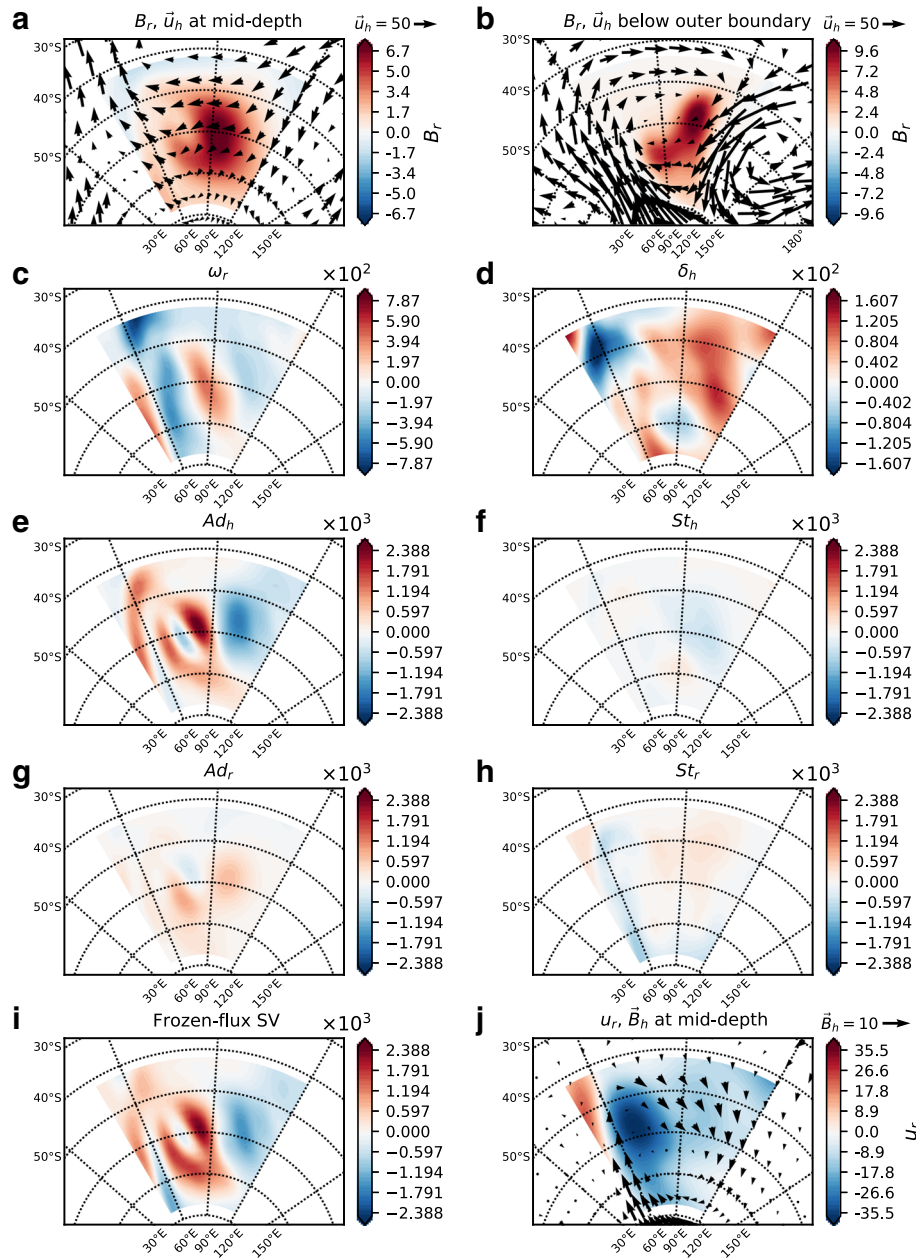 a
B_r, u⃗_h at mid-depth
u⃗_h = 50
30°S
40°S
50°S
30°E
60°E
90°E
120°E
150°E
6.7
5.0
3.4
1.7
0.0
-1.7
-3.4
-5.0
-6.7
B_r
b
B_r, u⃗_h below outer boundary
u⃗_h = 50
30°S
40°S
50°S
30°E
60°E
90°E
120°E
150°E
180°
9.6
7.2
4.8
2.4
0.0
-2.4
-4.8
-7.2
-9.6
B_r
c
ω_r
×10²
30°S
40°S
50°S
30°E
60°E
90°E
120°E
150°E
7.87
5.90
3.94
1.97
0.00
-1.97
-3.94
-5.90
-7.87
d
δ_h
×10²
30°S
40°S
50°S
30°E
60°E
90°E
120°E
150°E
1.607
1.205
0.804
0.402
0.000
-0.402
-0.804
-1.205
-1.607
e
Ad_h
×10³
30°S
40°S
50°S
30°E
60°E
90°E
120°E
150°E
2.388
1.791
1.194
0.597
0.000
-0.597
-1.194
-1.791
-2.388
f
St_h
×10³
30°S
40°S
50°S
30°E
60°E
90°E
120°E
150°E
2.388
1.791
1.194
0.597
0.000
-0.597
-1.194
-1.791
-2.388
g
Ad_r
×10³
30°S
40°S
50°S
30°E
60°E
90°E
120°E
150°E
2.388
1.791
1.194
0.597
0.000
-0.597
-1.194
-1.791
-2.388
h
St_r
×10³
30°S
40°S
50°S
30°E
60°E
90°E
120°E
150°E
2.388
1.791
1.194
0.597
0.000
-0.597
-1.194
-1.791
-2.388
i
Frozen-flux SV
×10³
30°S
40°S
50°S
30°E
60°E
90°E
120°E
150°E
2.388
1.791
1.194
0.597
0.000
-0.597
-1.194
-1.791
-2.388
j
u_r, B⃗_h at mid-depth
B⃗_h = 10
30°S
40°S
50°S
30°E
60°E
90°E
120°E
150°E
35.5
26.6
17.8
8.9
0.0
-8.9
-17.8
-26.6
-35.5
u_r